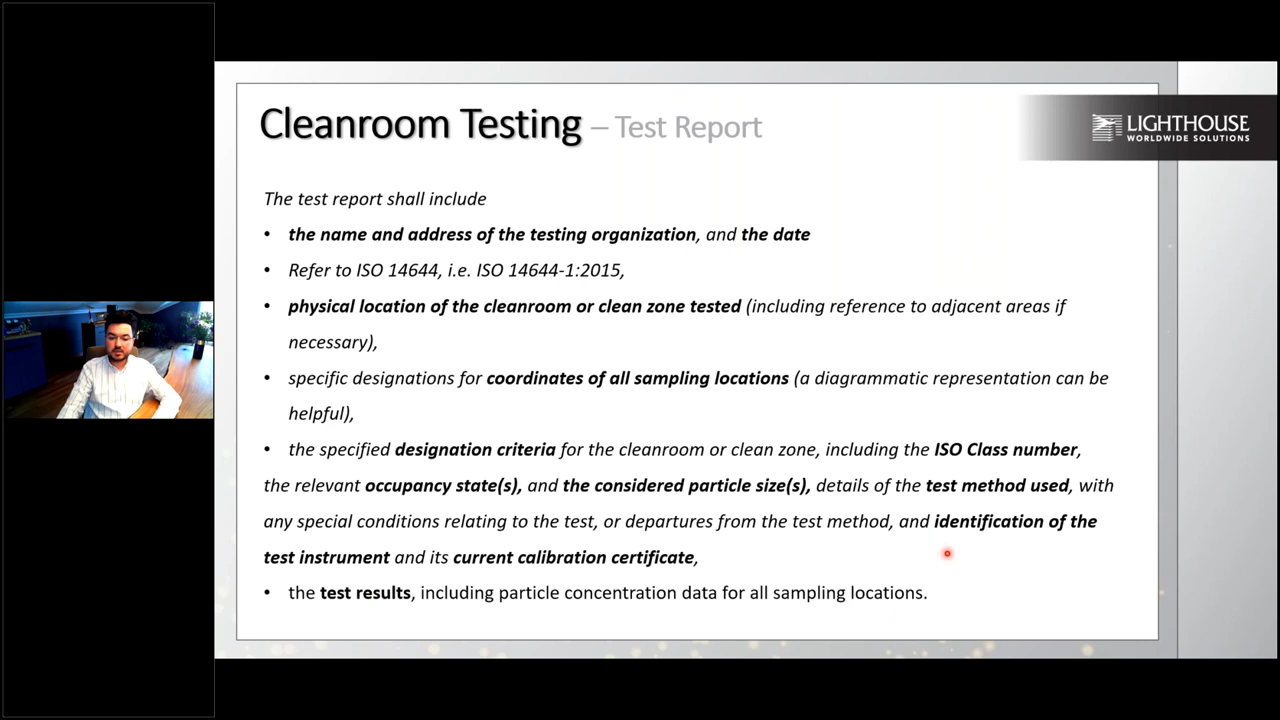 Cleanroom Testing – Test Report
LIGHTHOUSE
WORLDWIDE SOLUTIONS
The test report shall include
• the name and address of the testing organization, and the date
• Refer to ISO 14644, i.e. ISO 14644-1:2015,
• physical location of the cleanroom or clean zone tested (including reference to adjacent areas if
necessary),
• specific designations for coordinates of all sampling locations (a diagrammatic representation can be
helpful),
• the specified designation criteria for the cleanroom or clean zone, including the ISO Class number,
the relevant occupancy state(s), and the considered particle size(s), details of the test method used, with
any special conditions relating to the test, or departures from the test method, and identification of the
test instrument and its current calibration certificate,
• the test results, including particle concentration data for all sampling locations.